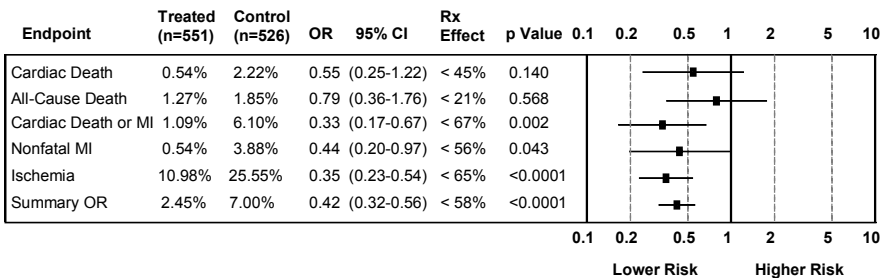 Endpoint Treated (n=551) Control (n=526) OR 95% CI Rx Effect p Value 0.1 0.2 0.5 1 2 5 10
Cardiac Death 0.54% 2.22% 0.55 (0.25-1.22) < 45% 0.140
All-Cause Death 1.27% 1.85% 0.79 (0.36-1.76) < 21% 0.568
Cardiac Death or MI 1.09% 6.10% 0.33 (0.17-0.67) < 67% 0.002
Nonfatal MI 0.54% 3.88% 0.44 (0.20-0.97) < 56% 0.043
Ischemia 10.98% 25.55% 0.35 (0.23-0.54) < 65% <0.0001
Summary OR 2.45% 7.00% 0.42 (0.32-0.56) < 58% <0.0001
0.1 0.2 0.5 1 2 5 10
Lower Risk Higher Risk